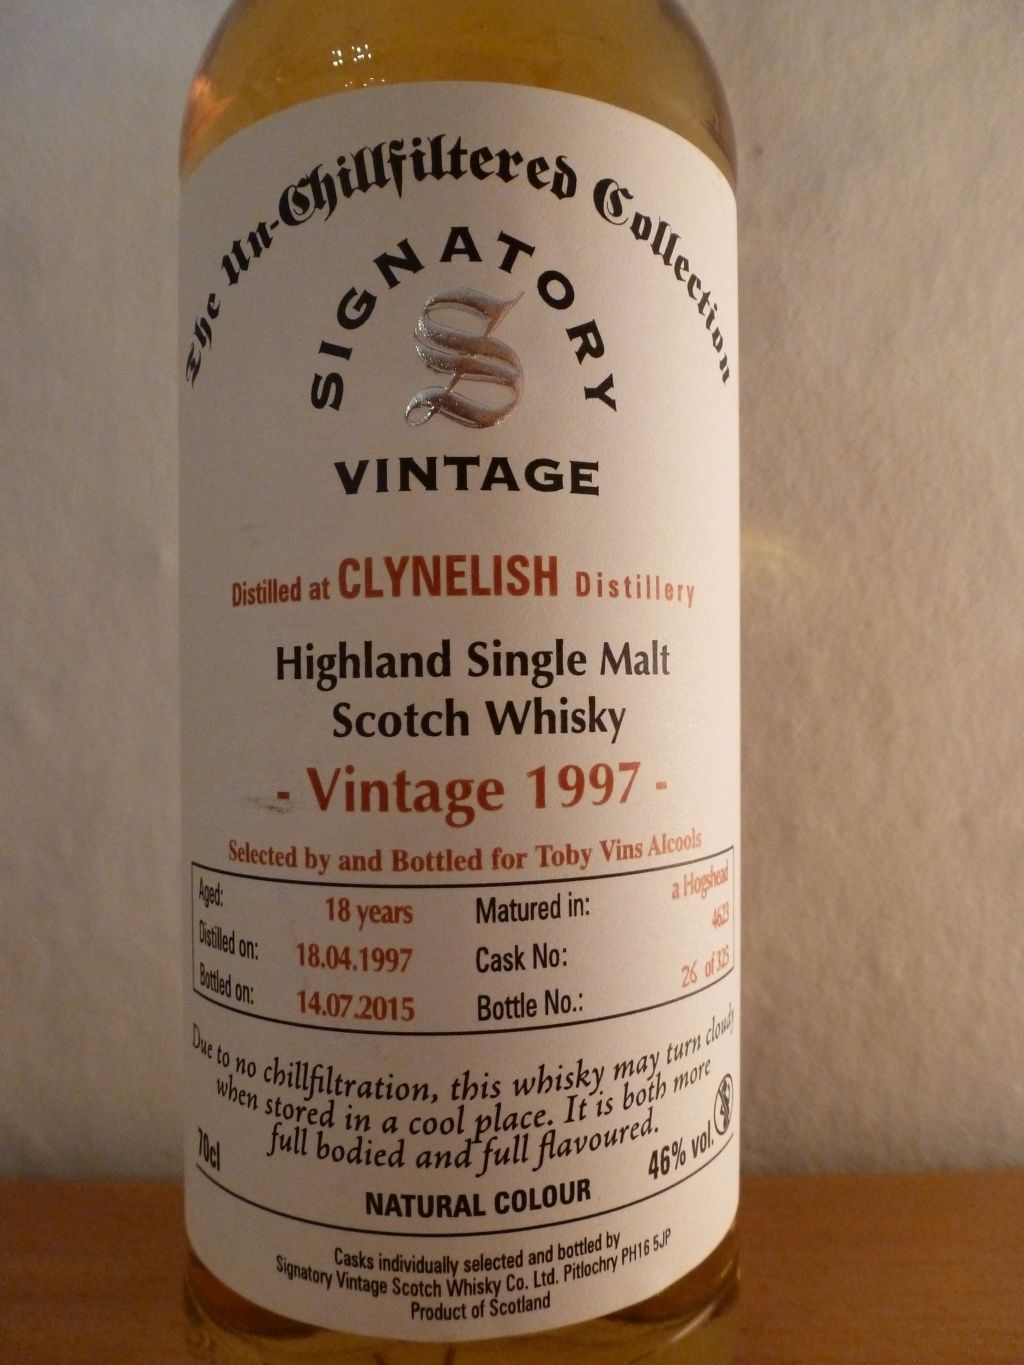 The Un-Chillfiltered Collection
SIGNATORY
S
VINTAGE
Distilled at CLYNELISH Distillery
Highland Single Malt
Scotch Whisky
- Vintage 1997 -
Selected by and Bottled for Toby Vins Alcools
Aged: 18 years Matured in: a Hogshead
Distilled on: 18.04.1997 Cask No: 4623
Bottled on: 14.07.2015 Bottle No.: 26 of 325
Due to no chillfiltration, this whisky may turn cloudy
when stored in a cool place. It is both more
full bodied and full flavoured.
70cl 46% vol.
NATURAL COLOUR
Casks individually selected and bottled by
Signatory Vintage Scotch Whisky Co. Ltd. Pitlochry PH16 5JP
Product of Scotland